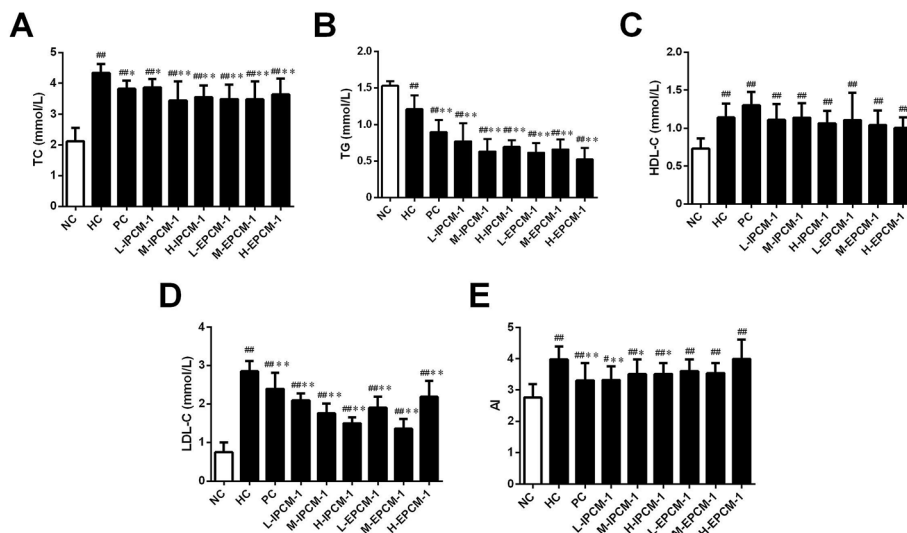 A
TC (mmol/L)
5
4
3
2
1
0
##
##*
##*
##**
##**
##**
##**
##**
NC
HC
PC
L-IPCM-1
M-IPCM-1
H-IPCM-1
L-EPCM-1
M-EPCM-1
H-EPCM-1
B
TG (mmol/L)
2.0
1.5
1.0
0.5
0.0
##
##**
##**
##**
##**
##**
##**
##**
NC
HC
PC
L-IPCM-1
M-IPCM-1
H-IPCM-1
L-EPCM-1
M-EPCM-1
H-EPCM-1
C
HDL-C (mmol/L)
2.0
1.5
1.0
0.5
0.0
##
##
##
##
##
##
##
##
NC
HC
PC
L-IPCM-1
M-IPCM-1
H-IPCM-1
L-EPCM-1
M-EPCM-1
H-EPCM-1
D
LDL-C (mmol/L)
4
3
2
1
0
##
##**
##**
##**
##**
##**
##**
##**
NC
HC
PC
L-IPCM-1
M-IPCM-1
H-IPCM-1
L-EPCM-1
M-EPCM-1
H-EPCM-1
E
AI
5
4
3
2
1
0
##
##**
#**
##*
##*
##
##
##
NC
HC
PC
L-IPCM-1
M-IPCM-1
H-IPCM-1
L-EPCM-1
M-EPCM-1
H-EPCM-1